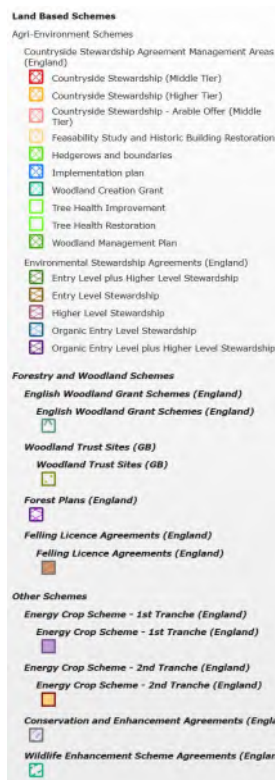 Land Based Schemes
Agri-Environment Schemes
Countryside Stewardship Agreement Management Areas
(England)
Countryside Stewardship (Middle Tier)
Countryside Stewardship (Higher Tier)
Countryside Stewardship - Arable Offer (Middle
Tier)
Feasability Study and Historic Building Restoration
Hedgerows and boundaries
Implementation plan
Woodland Creation Grant
Tree Health Improvement
Tree Health Restoration
Woodland Management Plan
Environmental Stewardship Agreements (England)
Entry Level plus Higher Level Stewardship
Entry Level Stewardship
Higher Level Stewardship
Organic Entry Level Stewardship
Organic Entry Level plus Higher Level Stewardship
Forestry and Woodland Schemes
English Woodland Grant Schemes (England)
English Woodland Grant Schemes (England)
Woodland Trust Sites (GB)
Woodland Trust Sites (GB)
Forest Plans (England)
Felling Licence Agreements (England)
Felling Licence Agreements (England)
Other Schemes
Energy Crop Scheme - 1st Tranche (England)
Energy Crop Scheme - 1st Tranche (England)
Energy Crop Scheme - 2nd Tranche (England)
Energy Crop Scheme - 2nd Tranche (England)
Conservation and Enhancement Agreements (Engla
Wildlife Enhancement Scheme Agreements (Englan